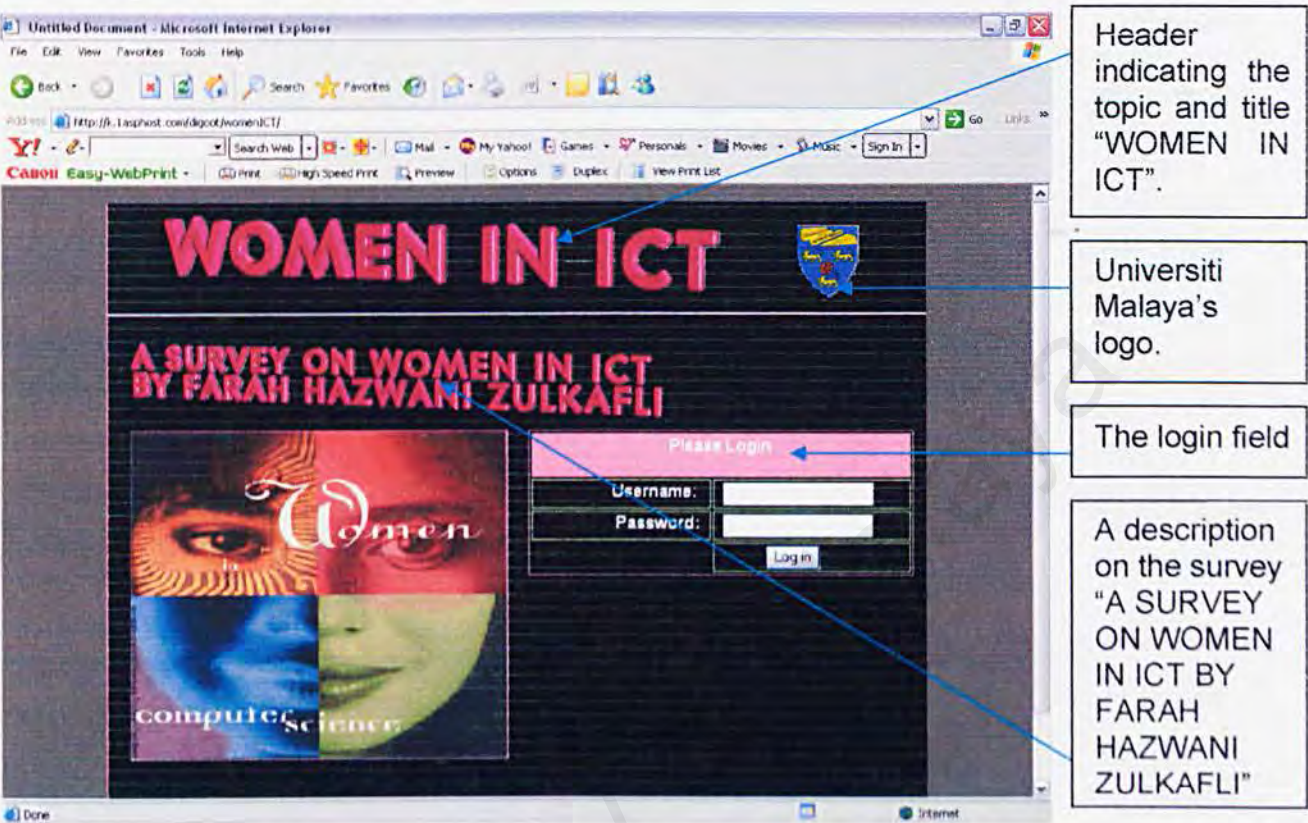 Untitled Document - Microsoft Internet Explorer
File Edit View Favorites Tools Help
Back Search Favorites
Address Go Links
Y! Search Web Mail My Yahoo! Games Personals Movies Music Sign In
Canon Easy-WebPrint Print High Speed Print Preview Options Duplex View Print List
WOMEN IN ICT
A SURVEY ON WOMEN IN ICT
BY FARAH HAZWANI ZULKAFLI
Women
in
computer science
Please Login
Username:
Password:
Log in
Done Internet
Header
indicating the
topic and title
“WOMEN IN
ICT”.
Universiti
Malaya’s
logo.
The login field
A description
on the survey
“A SURVEY
ON WOMEN
IN ICT BY
FARAH
HAZWANI
ZULKAFLI”